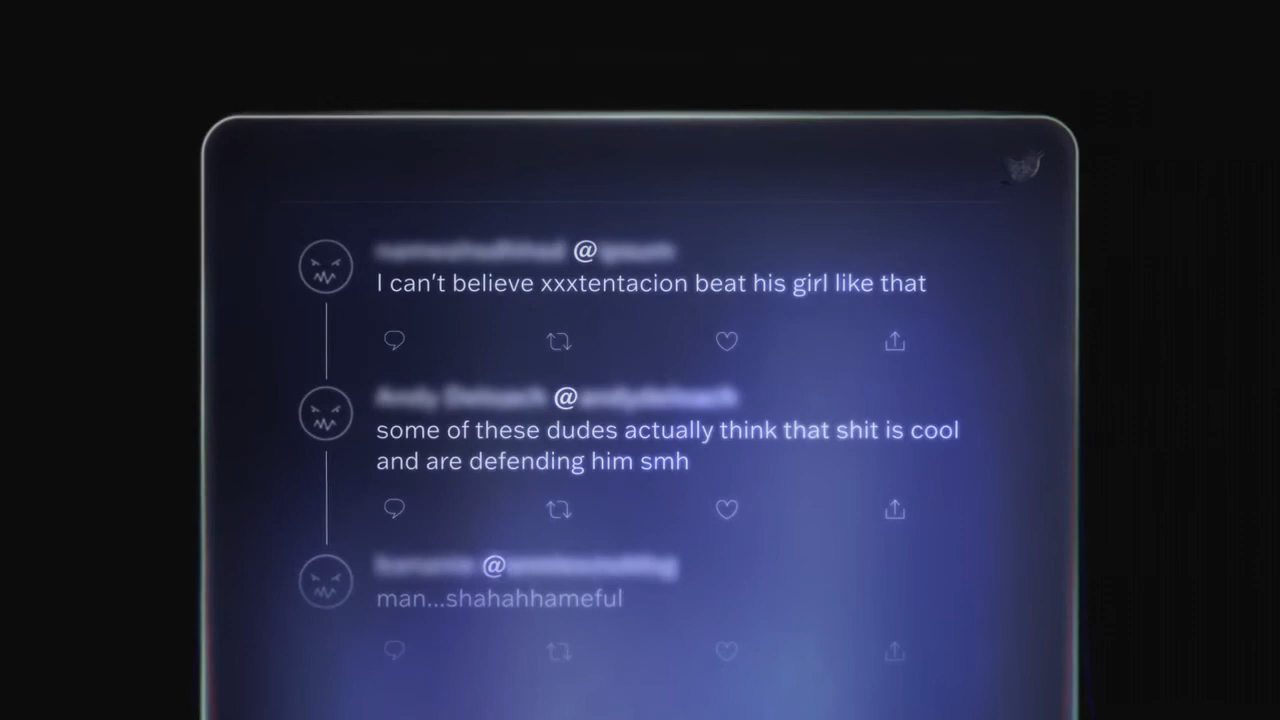 @
I can't believe xxxtentacion beat his girl like that
@
some of these dudes actually think that shit is cool
and are defending him smh
@
man...shahahhameful